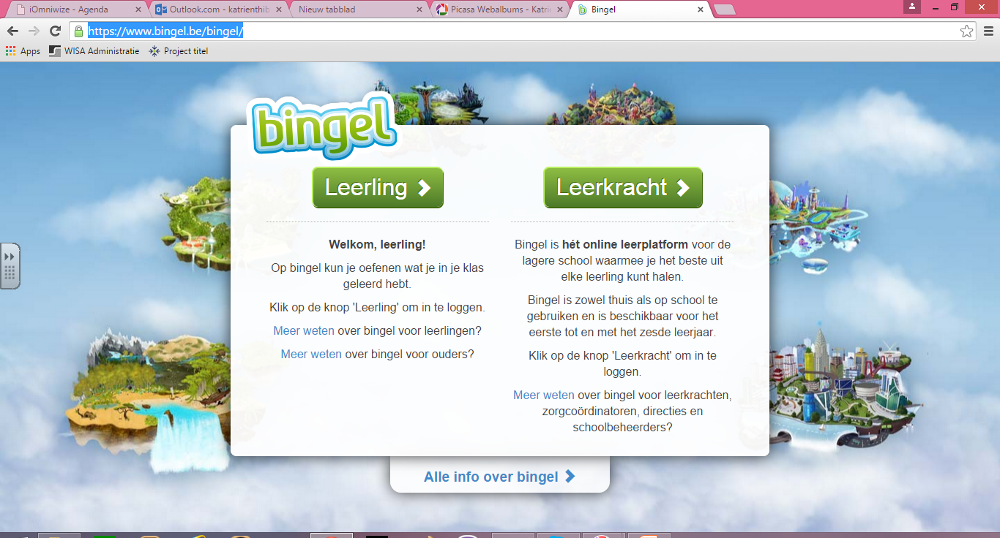 iOmniwize - Agenda
Outlook.com - katrienthib
Nieuw tabblad
Picasa Webalbums - Katrie
Bingel
https://www.bingel.be/bingel/
Apps
WISA Administratie
Project titel
bingel
Leerling
Welkom, leerling!
Op bingel kun je oefenen wat je in je klas
geleerd hebt.
Klik op de knop 'Leerling' om in te loggen.
Meer weten over bingel voor leerlingen?
Meer weten over bingel voor ouders?
Leerkracht
Bingel is hét online leerplatform voor de
lagere school waarmee je het beste uit
elke leerling kunt halen.
Bingel is zowel thuis als op school te
gebruiken en is beschikbaar voor het
eerste tot en met het zesde leerjaar.
Klik op de knop 'Leerkracht' om in te
loggen.
Meer weten over bingel voor leerkrachten,
zorgcoördinatoren, directies en
schoolbeheerders?
Alle info over bingel